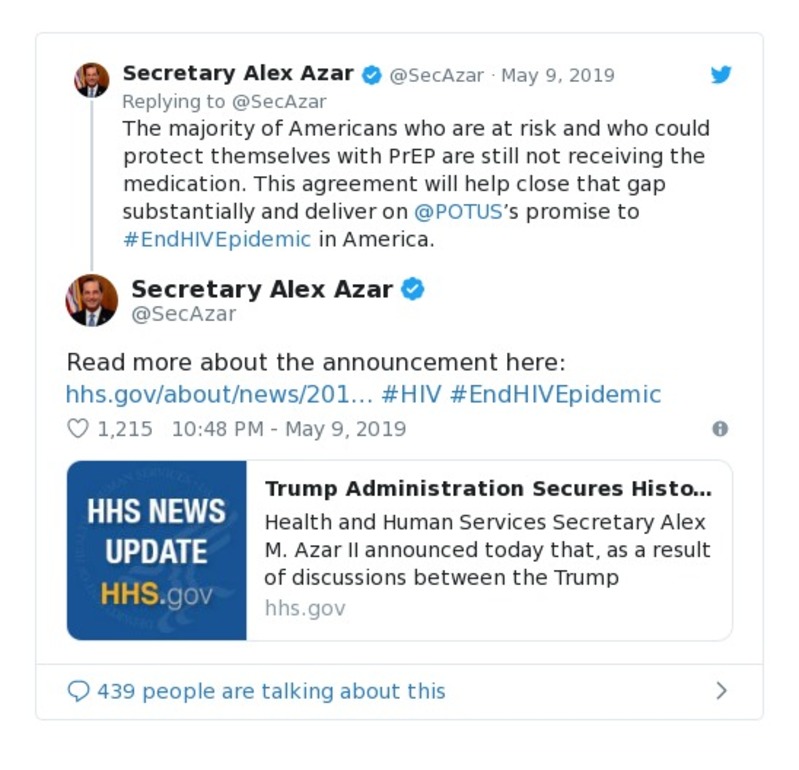 Secretary Alex Azar @SecAzar · May 9, 2019
Replying to @SecAzar
The majority of Americans who are at risk and who could
protect themselves with PrEP are still not receiving the
medication. This agreement will help close that gap
substantially and deliver on @POTUS’s promise to
#EndHIVEpidemic in America.
Secretary Alex Azar
@SecAzar
Read more about the announcement here:
hhs.gov/about/news/201… #HIV #EndHIVEpidemic
1,215 10:48 PM - May 9, 2019
HHS NEWS
UPDATE
HHS.gov
Trump Administration Secures Histo…
Health and Human Services Secretary Alex
M. Azar II announced today that, as a result
of discussions between the Trump
hhs.gov
439 people are talking about this